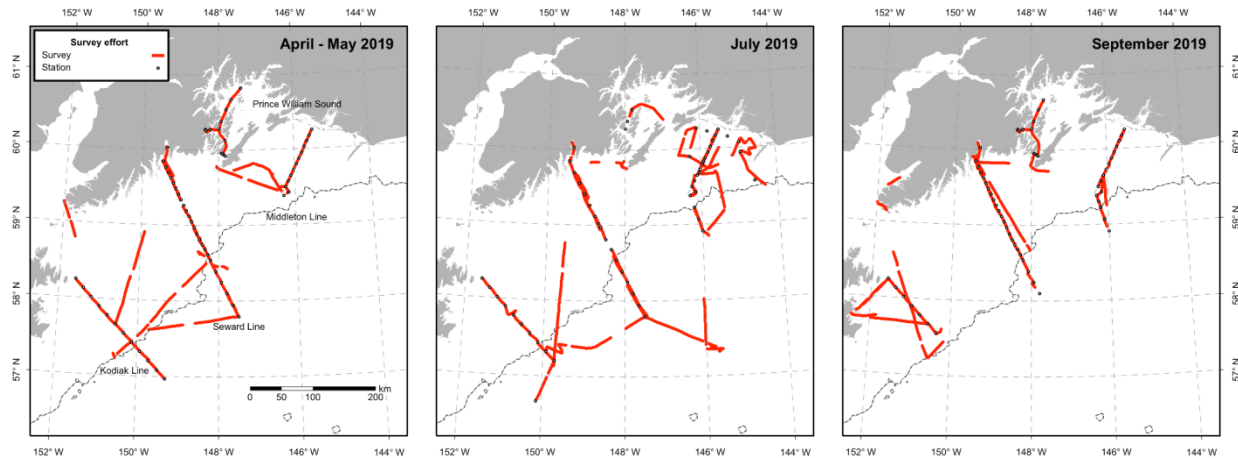 152° W 150° W 148° W 146° W 144° W
152° W 150° W 148° W 146° W 144° W
152° W 150° W 148° W 146° W 144° W
Survey effort
Survey
Station
April - May 2019
July 2019
September 2019
61° N
61° N
Prince William Sound
60° N
60° N
59° N
Middleton Line
59° N
58° N
58° N
Seward Line
57° N
Kodiak Line
57° N
km
0 50 100 200
150° W 148° W 146° W 144° W
150° W 148° W 146° W 144° W
150° W 148° W 146° W 144° W